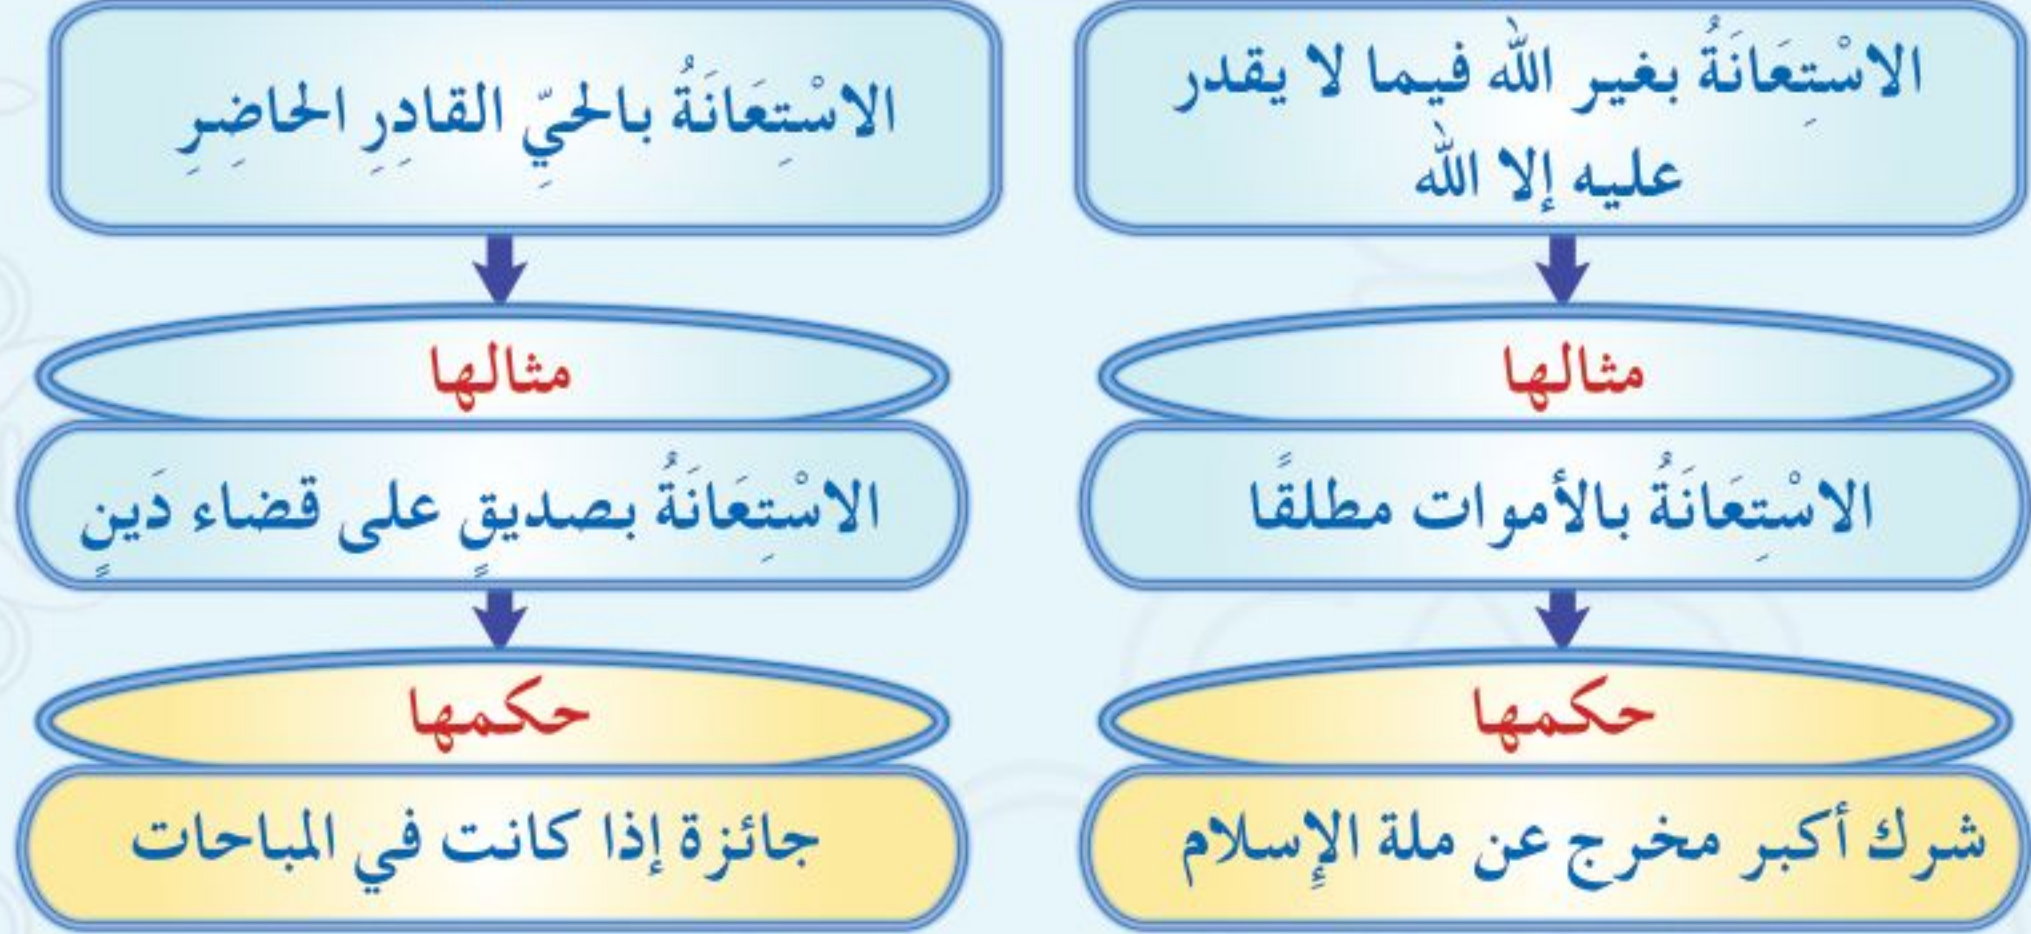 الاسْتِعَانَةُ بغير الله فيما لا يقدر
عليه إلا الله
مثالها
الاسْتِعَانَةُ بالأموات مطلقًا
حكمها
شرك أكبر مخرج عن ملة الإِسلام
الاسْتِعَانَةُ بالحيِّ القادِرِ الحاضِرِ
مثالها
الاسْتِعَانَةُ بصديقٍ على قضاء دَينٍ
حكمها
جائزة إذا كانت في المباحات